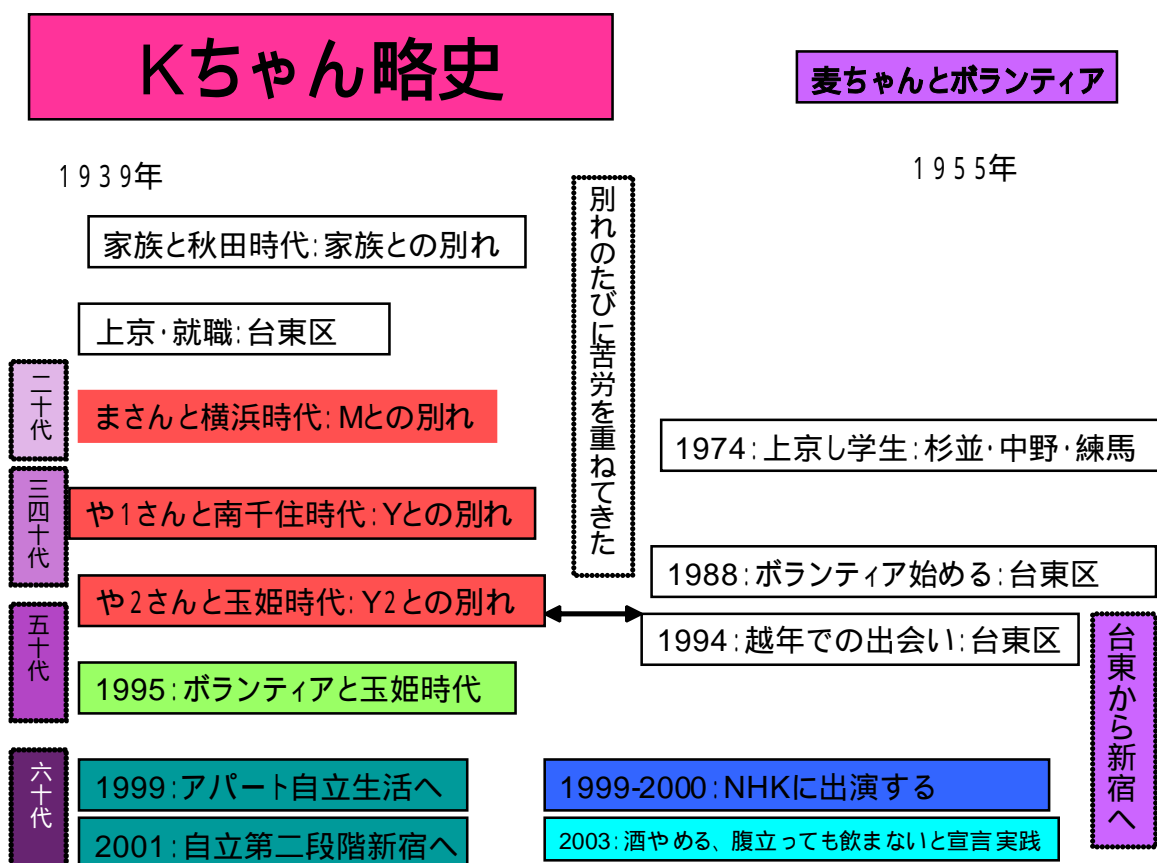 Kちゃん略史
麦ちゃんとボランティア
1939年
1955年
家族と秋田時代:家族との別れ
上京・就職:台東区
二十代
まさんと横浜時代:Mとの別れ
三四十代
や1さんと南千住時代:Yとの別れ
や2さんと玉姫時代:Y2との別れ
五十代
1995:ボランティアと玉姫時代
六十代
1999:アパート自立生活へ
2001:自立第二段階新宿へ
別れのたびに苦労を重ねてきた
1974:上京し学生:杉並・中野・練馬
1988:ボランティア始める:台東区
1994:越年での出会い:台東区
台東から新宿へ
1999-2000:NHKに出演する
2003:酒やめる、腹立っても飲まないと宣言実践